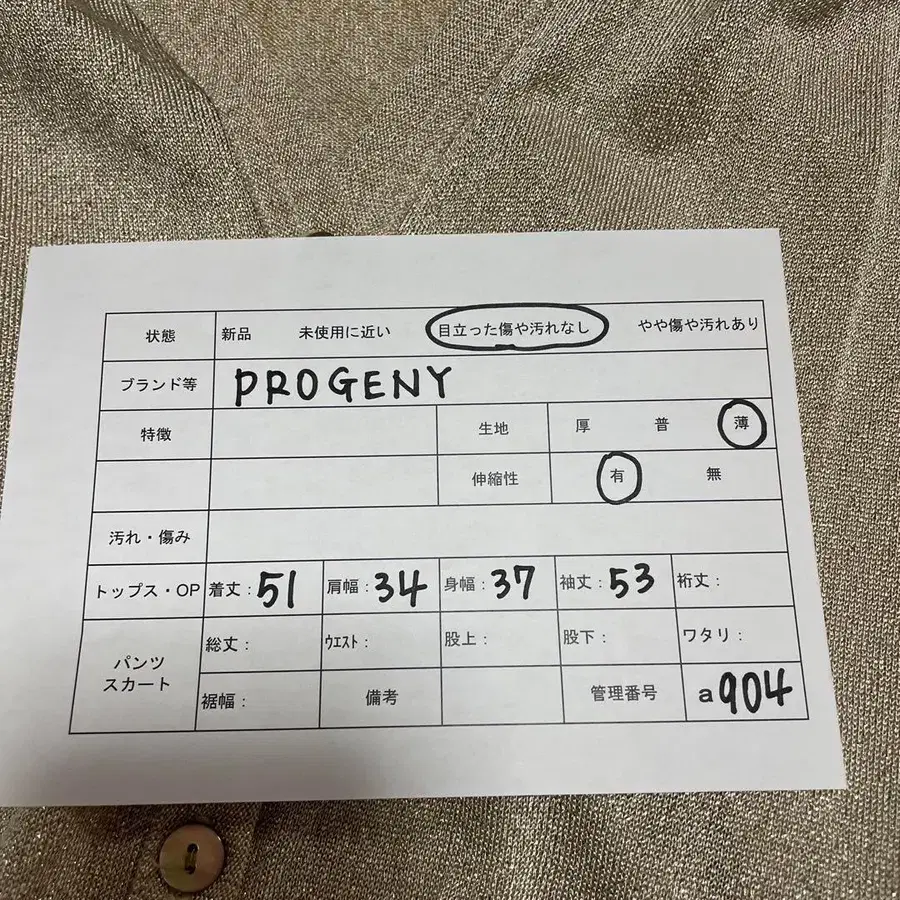 状態 新品 未使用に近い 目立った傷や汚れなし やや傷や汚れあり
ブランド等 PROGENY
特徴 生地 厚 普 薄
伸縮性 有 無
汚れ・傷み
トップス・OP 着丈：51 肩幅：34 身幅：37 袖丈：53 裄丈：
パンツ スカート 総丈： ｳｴｽﾄ： 股上： 股下： ワタリ：
裾幅： 備考 管理番号 a904